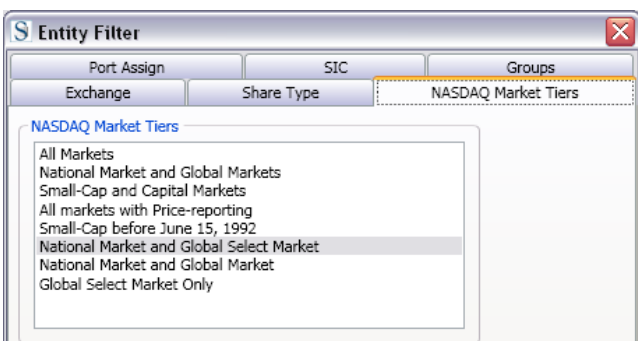 Entity Filter
Port Assign SIC Groups
Exchange Share Type NASDAQ Market Tiers
NASDAQ Market Tiers
All Markets
National Market and Global Markets
Small-Cap and Capital Markets
All markets with Price-reporting
Small-Cap before June 15, 1992
National Market and Global Select Market
National Market and Global Market
Global Select Market Only